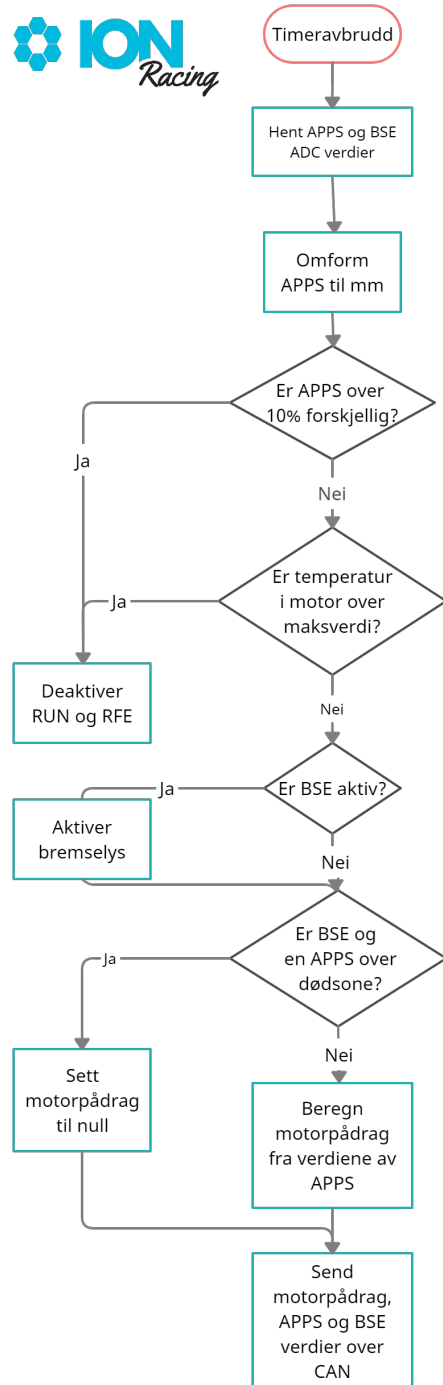 ION
Racing
Timeravbrudd
Hent APPS og BSE
ADC verdier
Omform
APPS til mm
Er APPS over
10% forskjellig?
Ja
Nei
Er temperatur
i motor over
maksverdi?
Ja
Deaktiver
RUN og RFE
Nei
Er BSE aktiv?
Ja
Aktiver
bremselys
Nei
Er BSE og
en APPS over
dødsone?
Ja
Sett
motorpådrag
til null
Nei
Beregn
motorpådrag
fra verdiene av
APPS
Send
motorpådrag,
APPS og BSE
verdier over
CAN